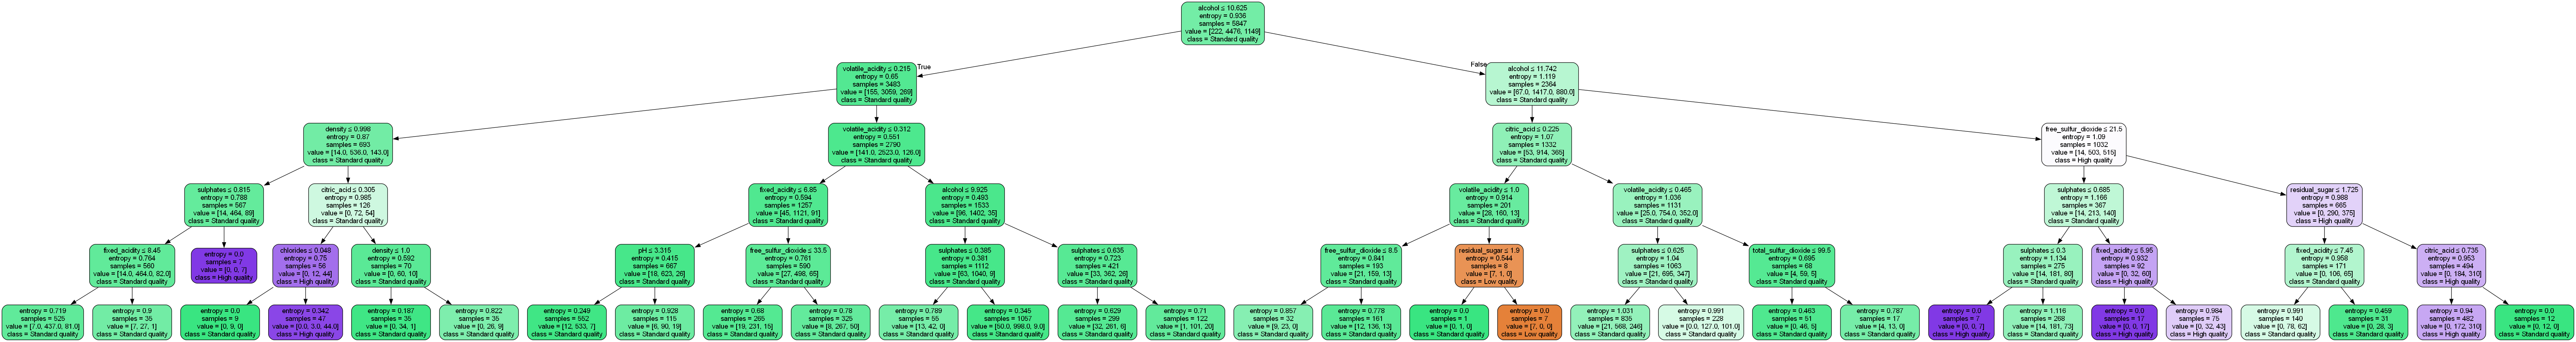 alcohol ≤ 10.625
entropy = 0.936
samples = 5847
value = [222, 4476, 1149]
class = Standard quality
True
False
volatile_acidity ≤ 0.215
entropy = 0.65
samples = 3483
value = [155, 3059, 269]
class = Standard quality
alcohol ≤ 11.742
entropy = 1.119
samples = 2364
value = [67.0, 1417.0, 880.0]
class = Standard quality
density ≤ 0.998
entropy = 0.87
samples = 693
value = [14.0, 536.0, 143.0]
class = Standard quality
volatile_acidity ≤ 0.312
entropy = 0.551
samples = 2790
value = [141.0, 2523.0, 126.0]
class = Standard quality
citric_acid ≤ 0.225
entropy = 1.07
samples = 1332
value = [53, 914, 365]
class = Standard quality
free_sulfur_dioxide ≤ 21.5
entropy = 1.09
samples = 1032
value = [14, 503, 515]
class = High quality
sulphates ≤ 0.815
entropy = 0.788
samples = 567
value = [14, 464, 89]
class = Standard quality
citric_acid ≤ 0.305
entropy = 0.985
samples = 126
value = [0, 72, 54]
class = Standard quality
fixed_acidity ≤ 6.85
entropy = 0.594
samples = 1257
value = [45, 1121, 91]
class = Standard quality
alcohol ≤ 9.925
entropy = 0.493
samples = 1533
value = [96, 1402, 35]
class = Standard quality
volatile_acidity ≤ 1.0
entropy = 0.914
samples = 201
value = [28, 160, 13]
class = Standard quality
volatile_acidity ≤ 0.465
entropy = 1.036
samples = 1131
value = [25.0, 754.0, 352.0]
class = Standard quality
sulphates ≤ 0.685
entropy = 1.166
samples = 367
value = [14, 213, 140]
class = Standard quality
residual_sugar ≤ 1.725
entropy = 0.988
samples = 665
value = [0, 290, 375]
class = High quality
fixed_acidity ≤ 8.45
entropy = 0.764
samples = 560
value = [14.0, 464.0, 82.0]
class = Standard quality
entropy = 0.0
samples = 7
value = [0, 0, 7]
class = High quality
chlorides ≤ 0.048
entropy = 0.75
samples = 56
value = [0, 12, 44]
class = High quality
density ≤ 1.0
entropy = 0.592
samples = 70
value = [0, 60, 10]
class = Standard quality
pH ≤ 3.315
entropy = 0.415
samples = 667
value = [18, 623, 26]
class = Standard quality
free_sulfur_dioxide ≤ 33.5
entropy = 0.761
samples = 590
value = [27, 498, 65]
class = Standard quality
sulphates ≤ 0.385
entropy = 0.381
samples = 1112
value = [63, 1040, 9]
class = Standard quality
sulphates ≤ 0.635
entropy = 0.723
samples = 421
value = [33, 362, 26]
class = Standard quality
free_sulfur_dioxide ≤ 8.5
entropy = 0.841
samples = 193
value = [21, 159, 13]
class = Standard quality
residual_sugar ≤ 1.9
entropy = 0.544
samples = 8
value = [7, 1, 0]
class = Low quality
sulphates ≤ 0.625
entropy = 1.04
samples = 1063
value = [21, 695, 347]
class = Standard quality
total_sulfur_dioxide ≤ 99.5
entropy = 0.695
samples = 68
value = [4, 59, 5]
class = Standard quality
sulphates ≤ 0.3
entropy = 1.134
samples = 275
value = [14, 181, 80]
class = Standard quality
fixed_acidity ≤ 5.95
entropy = 0.932
samples = 92
value = [0, 32, 60]
class = High quality
fixed_acidity ≤ 7.45
entropy = 0.958
samples = 171
value = [0, 106, 65]
class = Standard quality
citric_acid ≤ 0.735
entropy = 0.953
samples = 494
value = [0, 184, 310]
class = High quality
entropy = 0.719
samples = 525
value = [7.0, 437.0, 81.0]
class = Standard quality
entropy = 0.9
samples = 35
value = [7, 27, 1]
class = Standard quality
entropy = 0.0
samples = 9
value = [0, 9, 0]
class = Standard quality
entropy = 0.342
samples = 47
value = [0.0, 3.0, 44.0]
class = High quality
entropy = 0.187
samples = 35
value = [0, 34, 1]
class = Standard quality
entropy = 0.822
samples = 35
value = [0, 26, 9]
class = Standard quality
entropy = 0.249
samples = 552
value = [12, 533, 7]
class = Standard quality
entropy = 0.928
samples = 115
value = [6, 90, 19]
class = Standard quality
entropy = 0.68
samples = 265
value = [19, 231, 15]
class = Standard quality
entropy = 0.78
samples = 325
value = [8, 267, 50]
class = Standard quality
entropy = 0.789
samples = 55
value = [13, 42, 0]
class = Standard quality
entropy = 0.345
samples = 1057
value = [50.0, 998.0, 9.0]
class = Standard quality
entropy = 0.629
samples = 299
value = [32, 261, 6]
class = Standard quality
entropy = 0.71
samples = 122
value = [1, 101, 20]
class = Standard quality
entropy = 0.857
samples = 32
value = [9, 23, 0]
class = Standard quality
entropy = 0.778
samples = 161
value = [12, 136, 13]
class = Standard quality
entropy = 0.0
samples = 1
value = [0, 1, 0]
class = Standard quality
entropy = 0.0
samples = 7
value = [7, 0, 0]
class = Low quality
entropy = 1.031
samples = 835
value = [21, 568, 246]
class = Standard quality
entropy = 0.991
samples = 228
value = [0.0, 127.0, 101.0]
class = Standard quality
entropy = 0.463
samples = 51
value = [0, 46, 5]
class = Standard quality
entropy = 0.787
samples = 17
value = [4, 13, 0]
class = Standard quality
entropy = 0.0
samples = 7
value = [0, 0, 7]
class = High quality
entropy = 1.116
samples = 268
value = [14, 181, 73]
class = Standard quality
entropy = 0.0
samples = 17
value = [0, 0, 17]
class = High quality
entropy = 0.984
samples = 75
value = [0, 32, 43]
class = High quality
entropy = 0.991
samples = 140
value = [0, 78, 62]
class = Standard quality
entropy = 0.459
samples = 31
value = [0, 28, 3]
class = Standard quality
entropy = 0.94
samples = 482
value = [0, 172, 310]
class = High quality
entropy = 0.0
samples = 12
value = [0, 12, 0]
class = Standard quality